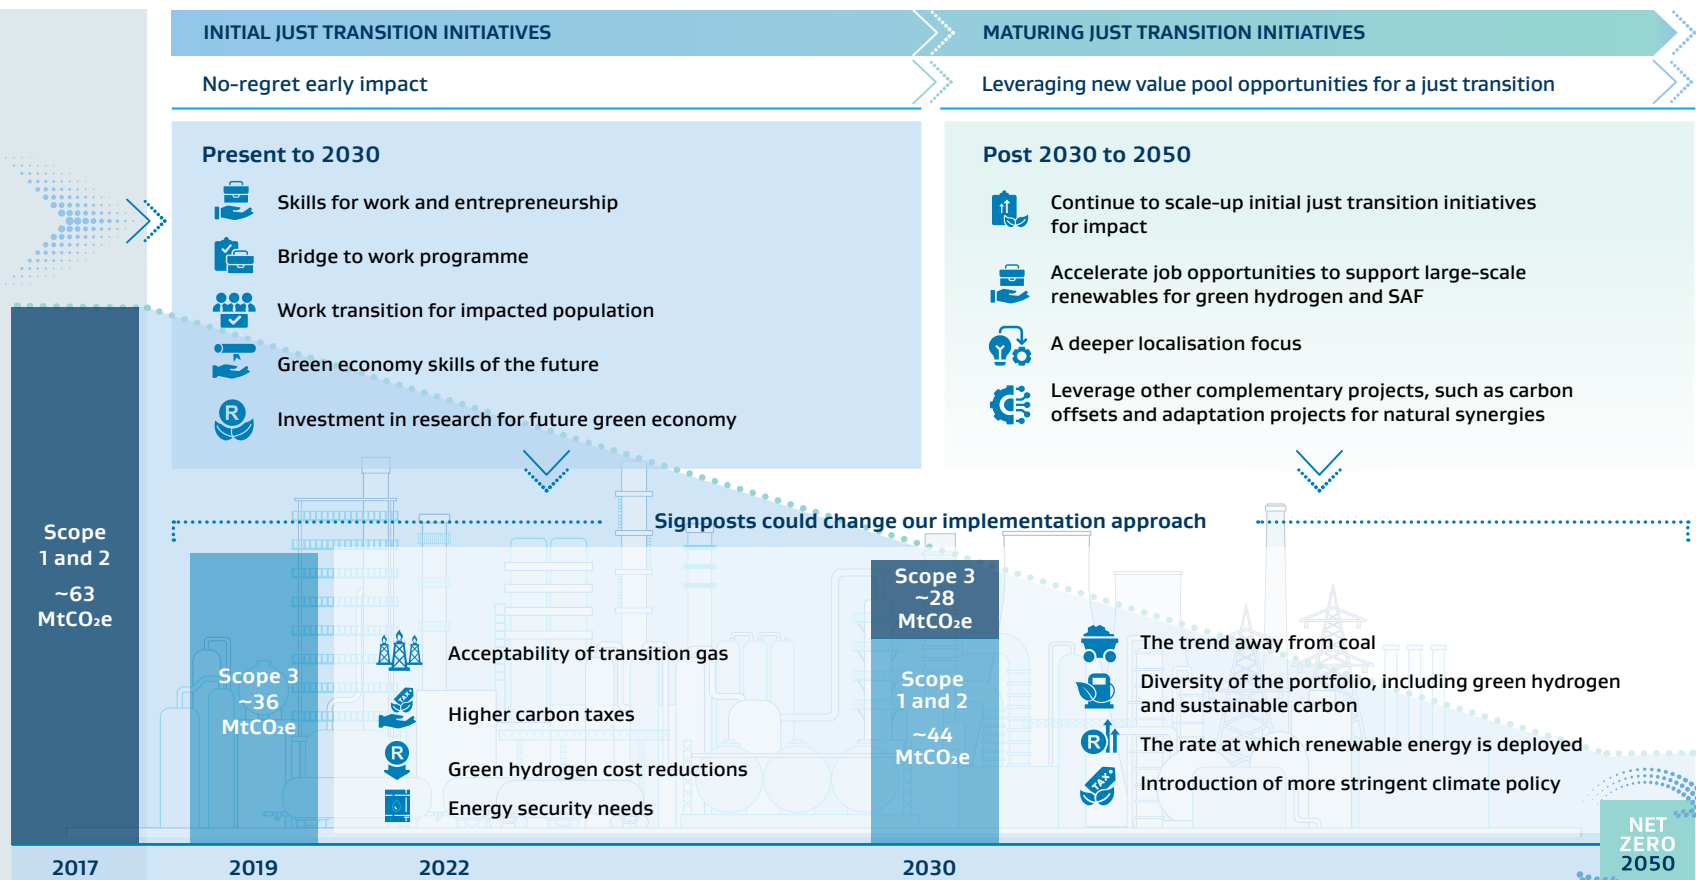 INITIAL JUST TRANSITION INITIATIVES
MATURING JUST TRANSITION INITIATIVES
No-regret early impact
Leveraging new value pool opportunities for a just transition
Present to 2030
Skills for work and entrepreneurship
Bridge to work programme
Work transition for impacted population
Green economy skills of the future
R
Investment in research for future green economy
Post 2030 to 2050
Continue to scale-up initial just transition initiatives
for impact
Accelerate job opportunities to support large-scale
renewables for green hydrogen and SAF
A deeper localisation focus
Leverage other complementary projects, such as carbon
offsets and adaptation projects for natural synergies
Signposts could change our implementation approach
Scope
1 and 2
~63
MtCO₂e
Scope 3
~36
MtCO₂e
Acceptability of transition gas
TAX
Higher carbon taxes
R
Green hydrogen cost reductions
Energy security needs
Scope 3
~28
MtCO₂e
Scope
1 and 2
~44
MtCO₂e
The trend away from coal
Diversity of the portfolio, including green hydrogen
and sustainable carbon
R
The rate at which renewable energy is deployed
TAX
Introduction of more stringent climate policy
NET
ZERO
2050
2017
2019
2022
2030